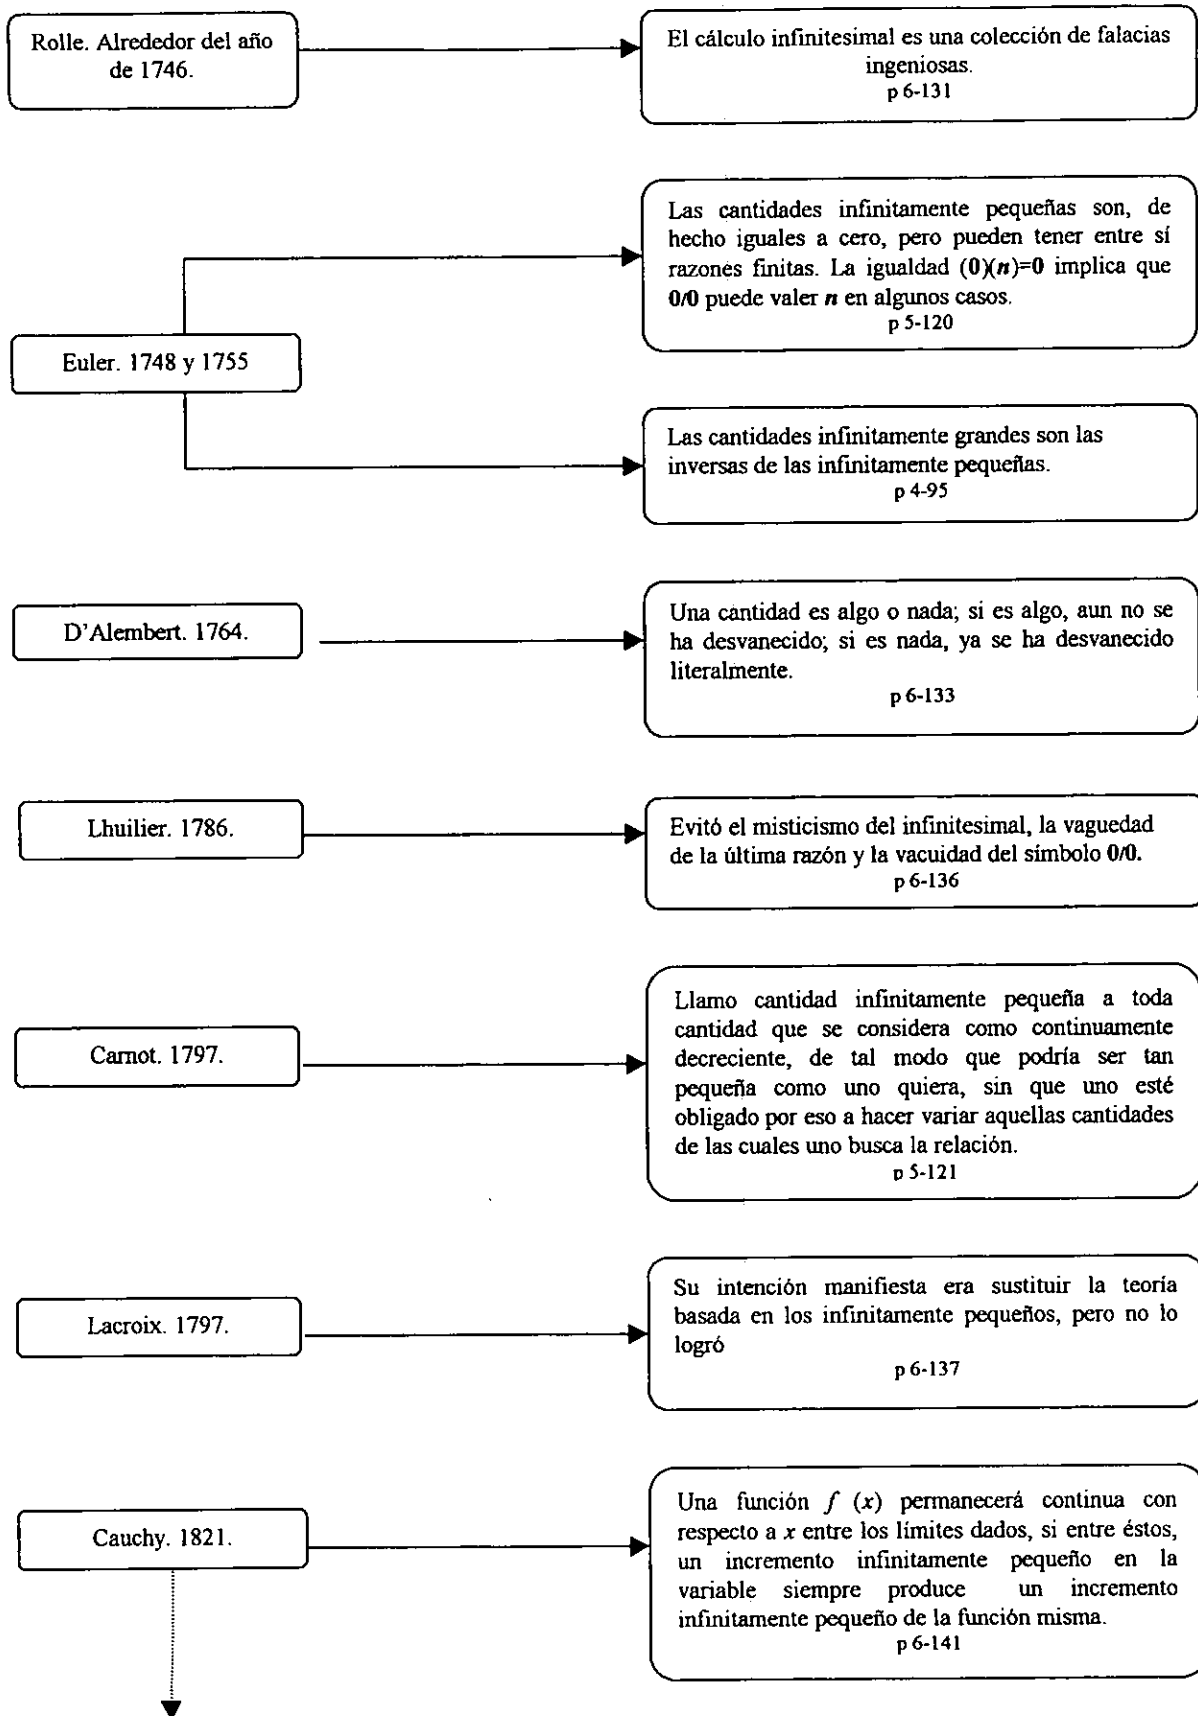 Rolle. Alrededor del año
de 1746.
El cálculo infinitesimal es una colección de falacias
ingeniosas.
p 6-131
Las cantidades infinitamente pequeñas son, de
hecho iguales a cero, pero pueden tener entre sí
razones finitas. La igualdad (0)(n)=0 implica que
0/0 puede valer n en algunos casos.
p 5-120
Euler. 1748 y 1755
Las cantidades infinitamente grandes son las
inversas de las infinitamente pequeñas.
p 4-95
D'Alembert. 1764.
Una cantidad es algo o nada; si es algo, aun no se
ha desvanecido; si es nada, ya se ha desvanecido
literalmente.
p 6-133
Lhuilier. 1786.
Evitó el misticismo del infinitesimal, la vaguedad
de la última razón y la vacuidad del símbolo 0/0.
p 6-136
Carnot. 1797.
Llamo cantidad infinitamente pequeña a toda
cantidad que se considera como continuamente
decreciente, de tal modo que podría ser tan
pequeña como uno quiera, sin que uno esté
obligado por eso a hacer variar aquellas cantidades
de las cuales uno busca la relación.
p 5-121
Lacroix. 1797.
Su intención manifiesta era sustituir la teoría
basada en los infinitamente pequeños, pero no lo
logró
p 6-137
Cauchy. 1821.
Una función f (x) permanecerá continua con
respecto a x entre los límites dados, si entre éstos,
un incremento infinitamente pequeño en la
variable siempre produce un incremento
infinitamente pequeño de la función misma.
p 6-141